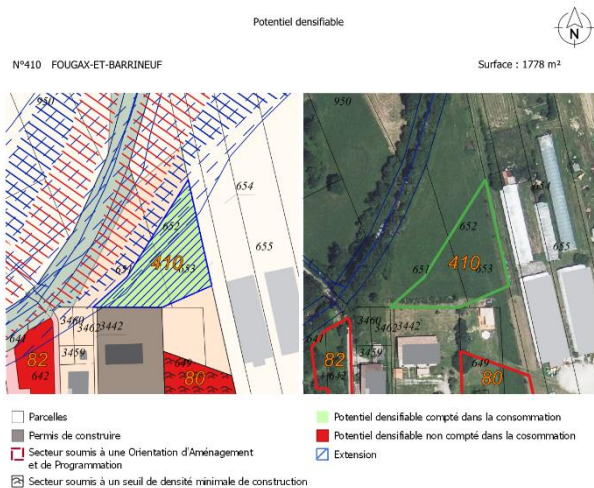 Potentiel densifiable
N
N°410 FOUGAX-ET-BARRINEUF
Surface : 1778 m²
950
654
652
655
410
651
653
3460
3462
3442
641
82
3459
642
649
80
950
652
655
410
651
653
3460
3462
3442
641
82
3459
649
80
Parcelles
Permis de construire
Secteur soumis à une Orientation d'Aménagement
et de Programmation
Secteur soumis à un seuil de densité minimale de construction
Potentiel densifiable compté dans la consommation
Potentiel densifiable non compté dans la cosommation
Extension